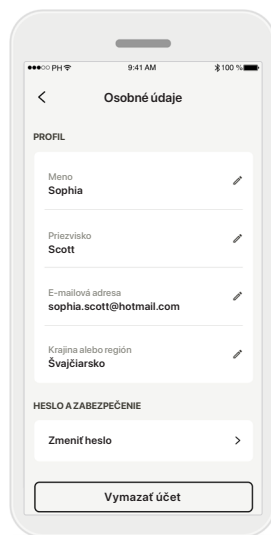 ●●●○○ PH 9:41 AM 100 %
Osobné údaje
PROFIL
Meno
Sophia
Priezvisko
Scott
E-mailová adresa
sophia.scott@hotmail.com
Krajina alebo región
Švajčiarsko
HESLO A ZABEZPEČENIE
Zmeniť heslo
Vymazať účet